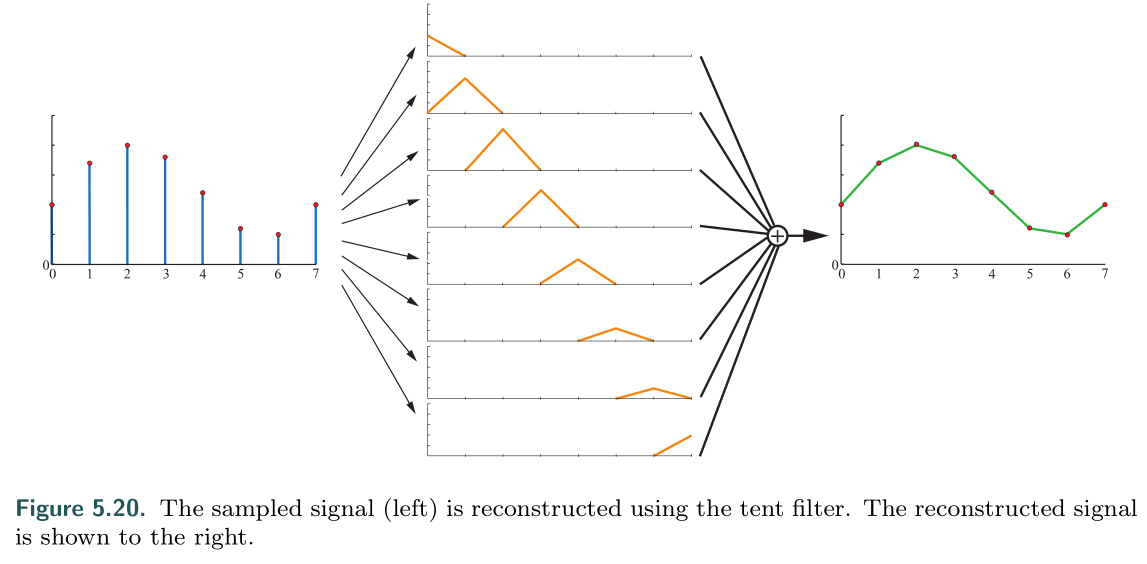 0
0 1 2 3 4 5 6 7
+
0
0 1 2 3 4 5 6 7
Figure 5.20. The sampled signal (left) is reconstructed using the tent filter. The reconstructed signal
is shown to the right.